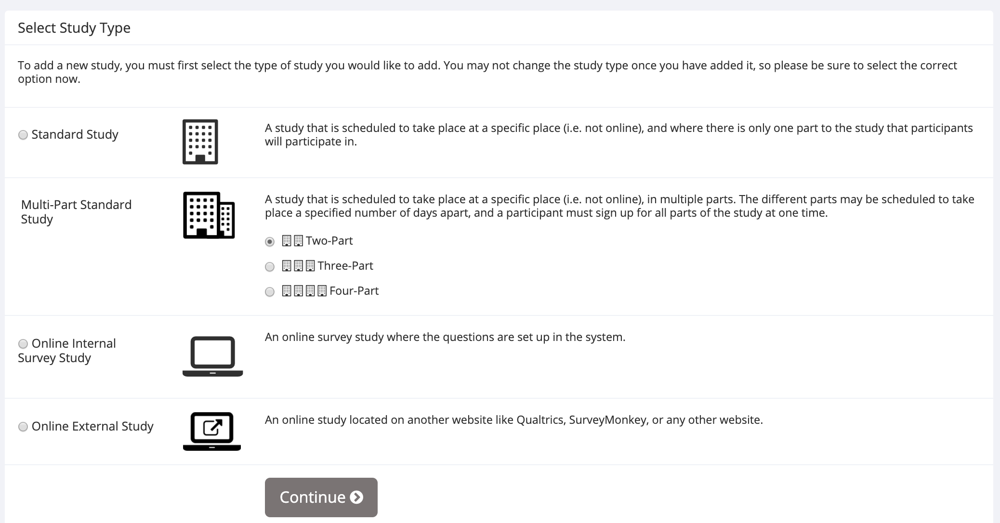 Select Study Type
To add a new study, you must first select the type of study you would like to add. You may not change the study type once you have added it, so please be sure to select the correct
option now.
Standard Study
A study that is scheduled to take place at a specific place (i.e. not online), and where there is only one part to the study that participants
will participate in.
Multi-Part Standard
Study
A study that is scheduled to take place at a specific place (i.e. not online), in multiple parts. The different parts may be scheduled to take
place a specified number of days apart, and a participant must sign up for all parts of the study at one time.
Two-Part
Three-Part
Four-Part
Online Internal
Survey Study
An online survey study where the questions are set up in the system.
Online External Study
An online study located on another website like Qualtrics, SurveyMonkey, or any other website.
Continue